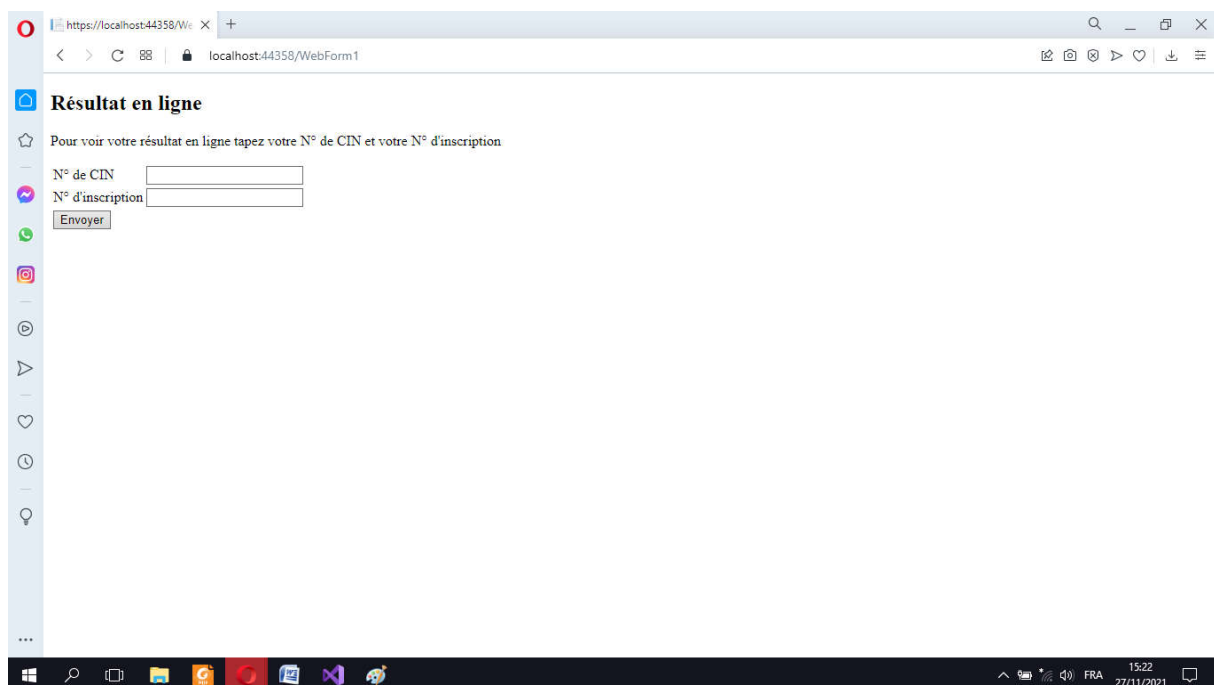 https://localhost:44358/We
localhost:44358/WebForm1
Résultat en ligne
Pour voir votre résultat en ligne tapez votre N° de CIN et votre N° d'inscription
N° de CIN
N° d'inscription
Envoyer
FRA
15:22
27/11/2021